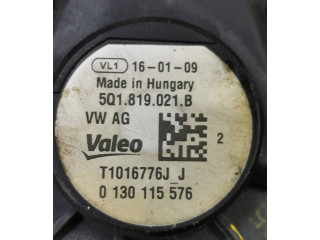 VL1 16-01-09
Made in Hungary
5Q1.819.021.B
VW AG
2
Valeo
T1016776J_J
0 130 115 576